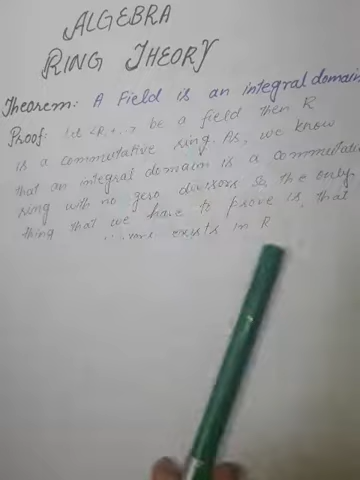 ALGEBRA
RING THEORY
Theorem: A Field is an integral domain
Proof: Let <R, +, .> be a field then R
is a commutative ring. As, we know
that an integral domain is a commutati
ring with no zero divisors So the only
thing that we have to prove is, that
exists in R